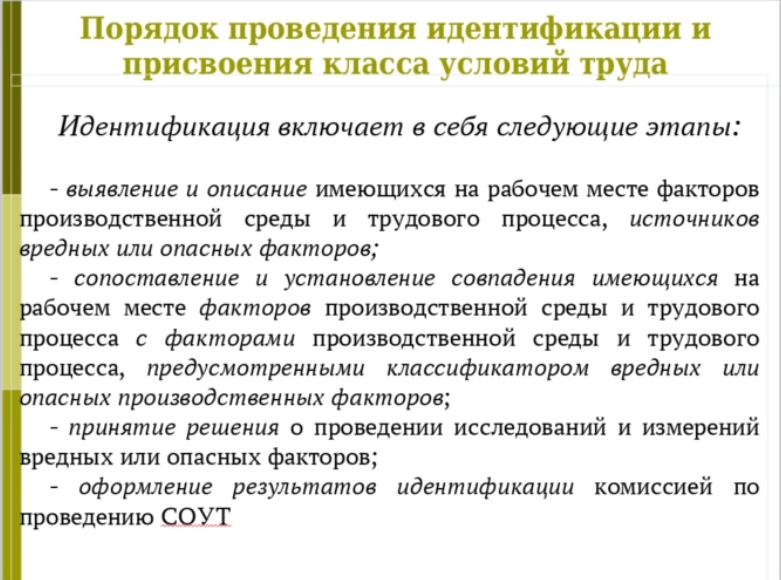 Порядок проведения идентификации и
присвоения класса условий труда
Идентификация включает в себя следующие этапы:
- выявление и описание имеющихся на рабочем месте факторов
производственной среды и трудового процесса, источников
вредных или опасных факторов;
- сопоставление и установление совпадения имеющихся на
рабочем месте факторов производственной среды и трудового
процесса с факторами производственной среды и трудового
процесса, предусмотренными классификатором вредных или
опасных производственных факторов;
- принятие решения о проведении исследований и измерений
вредных или опасных факторов;
- оформление результатов идентификации комиссией по
проведению СОУТ